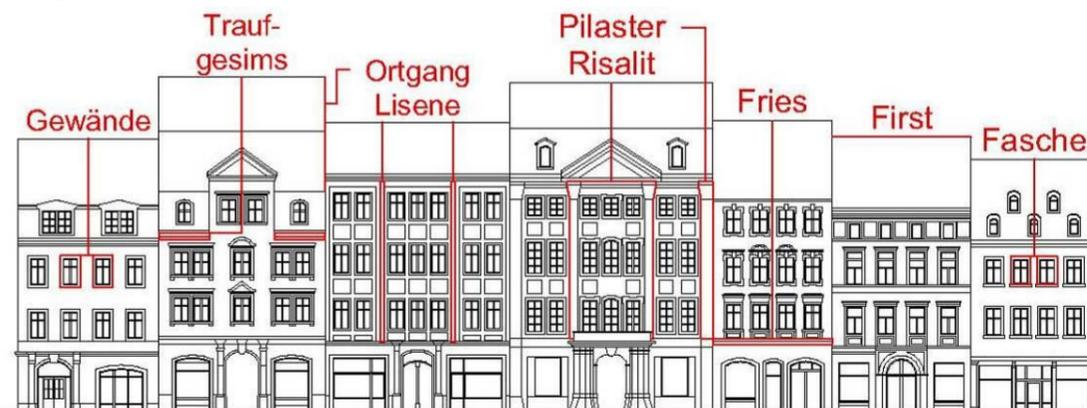 Gewände
Trauf-
gesims
Ortgang
Lisene
Pilaster
Risalit
Fries
First
Fasche